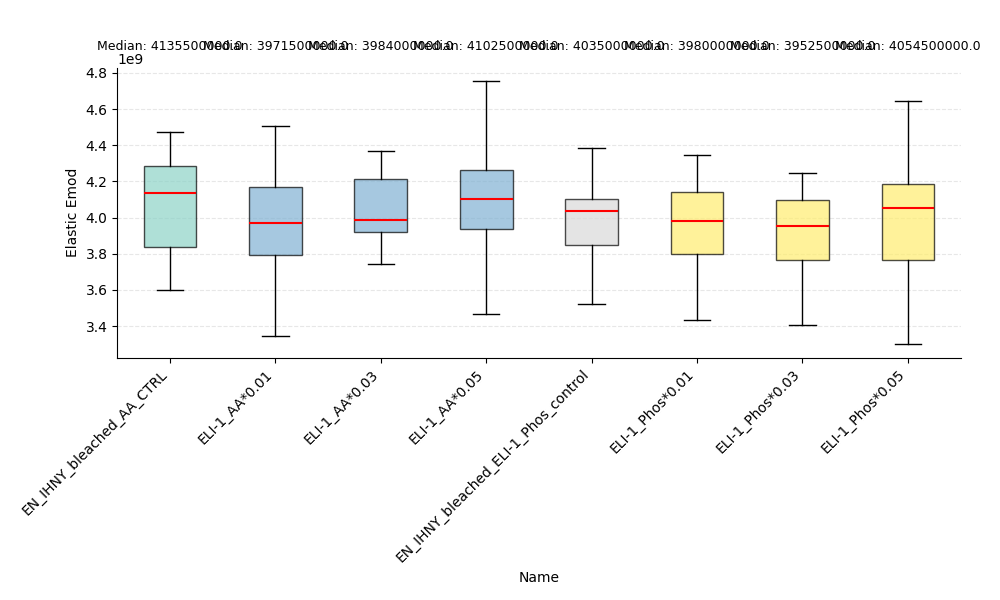 Median: 4135500000.0 Median: 3971500000.0 Median: 3984000000.0 Median: 4102500000.0 Median: 4035000000.0 Median: 3980000000.0 Median: 3952500000.0 Median: 4054500000.0
1e9
4.8
4.6
4.4
4.2
4.0
3.8
3.6
3.4
Elastic Emod
EN_IHNY_bleached_AA_CTRL
ELI-1_AA*0.01
ELI-1_AA*0.03
ELI-1_AA*0.05
EN_IHNY_bleached_ELI-1_Phos_control
ELI-1_Phos*0.01
ELI-1_Phos*0.03
ELI-1_Phos*0.05
Name